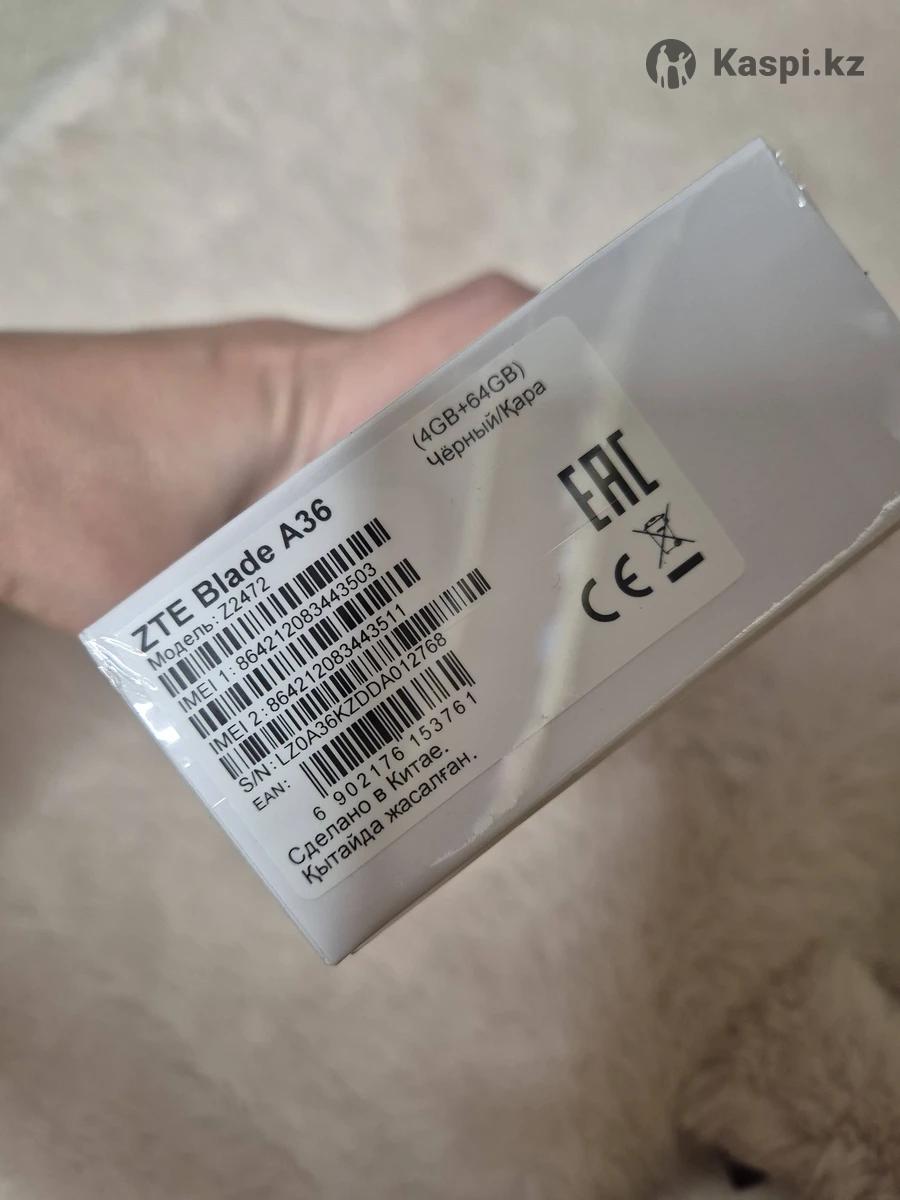 Kaspi.kz
ZTE Blade A36
(4GB+64GB)
Модель: Z2472
Чёрный/Қара
IMEI 1: 864212083443503
IMEI 2: 864212083443511
S/N: LZ0A36KZDDA012768
EAN:
6 902176 153761
Сделано в Китае.
Қытайда жасалған.
EAC
CE